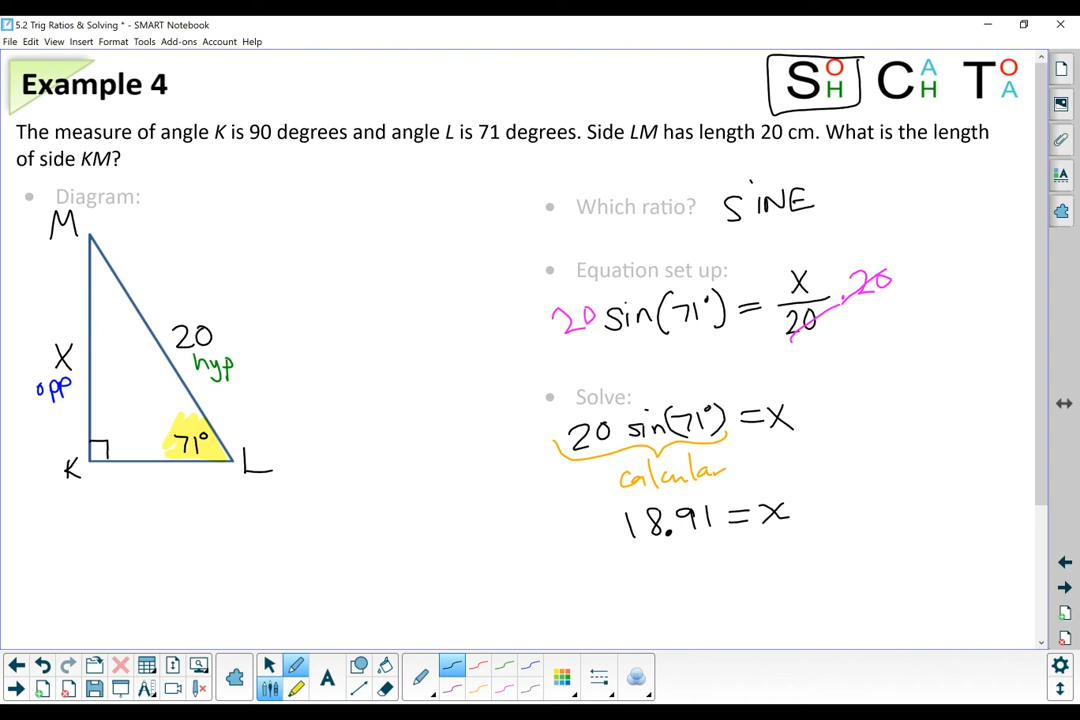 5.2 Trig Ratios & Solving * - SMART Notebook
File Edit View Insert Format Tools Add-ons Account Help
Example 4
S O H C A H T O A
The measure of angle K is 90 degrees and angle L is 71 degrees. Side LM has length 20 cm. What is the length
of side KM?
• Diagram:
M
20
hyp
X
opp
71°
K
L
• Which ratio? SINE
• Equation set up:
20 sin(71°) = X/20 · 20
• Solve:
20 sin(71°) = X
calcular
18.91 = X